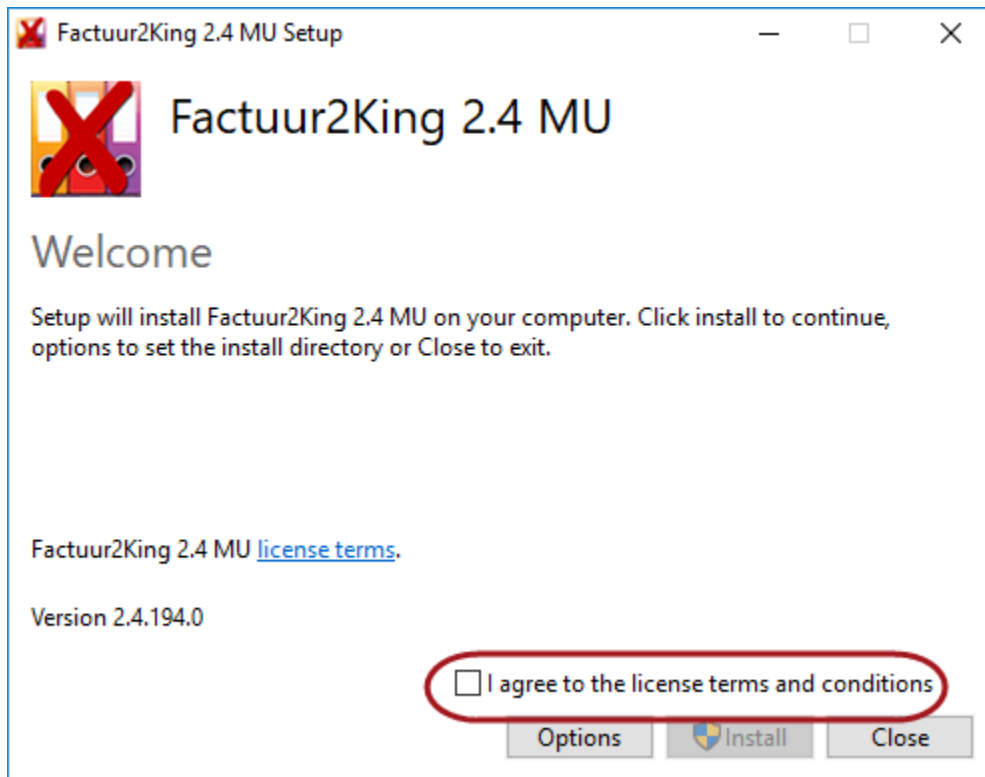 Factuur2King 2.4 MU Setup
Factuur2King 2.4 MU
Welcome
Setup will install Factuur2King 2.4 MU on your computer. Click install to continue,
options to set the install directory or Close to exit.
Factuur2King 2.4 MU license terms.
Version 2.4.194.0
I agree to the license terms and conditions
Options Install Close